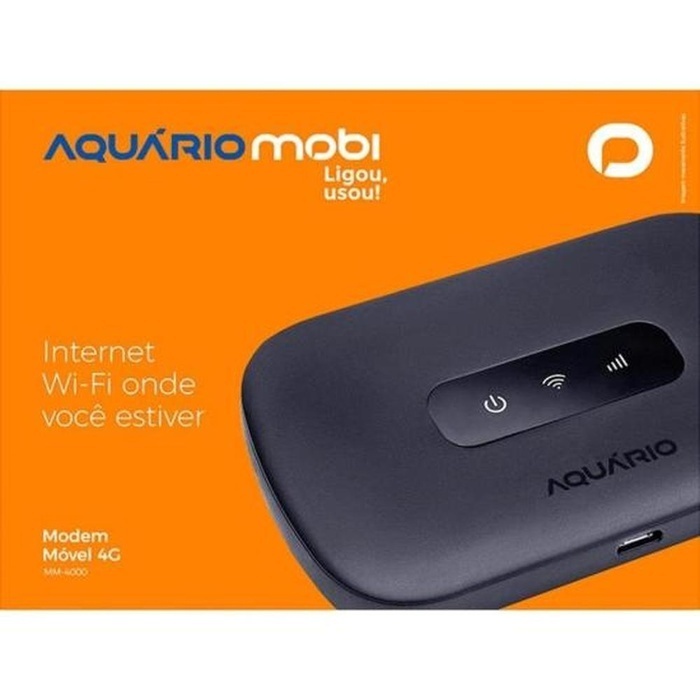 AQUÁRIO mobi
Ligou,
usou!
Internet
Wi-Fi onde
você estiver
AQUÁRIO
Modem
Móvel 4G
MM-4000